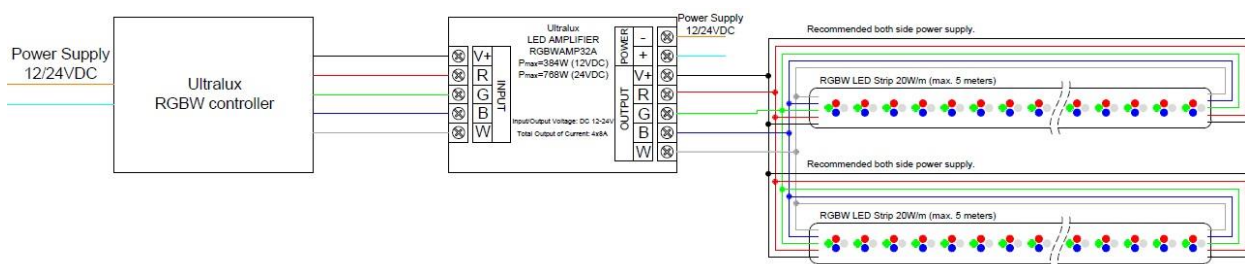 Power Supply
12/24VDC
Ultralux
RGBW controller
Ultralux
LED AMPLIFIER
RGBWAMP32A
Pmax=384W (12VDC)
Pmax=768W (24VDC)
V+
R
G
B
W
INPUT
Input/Output Voltage: DC 12-24V
Total Output of Current: 4x8A
POWER
-
+
OUTPUT
V+
R
G
B
W
Power Supply
12/24VDC
Recommended both side power supply.
RGBW LED Strip 20W/m (max. 5 meters)
Recommended both side power supply.
RGBW LED Strip 20W/m (max. 5 meters)